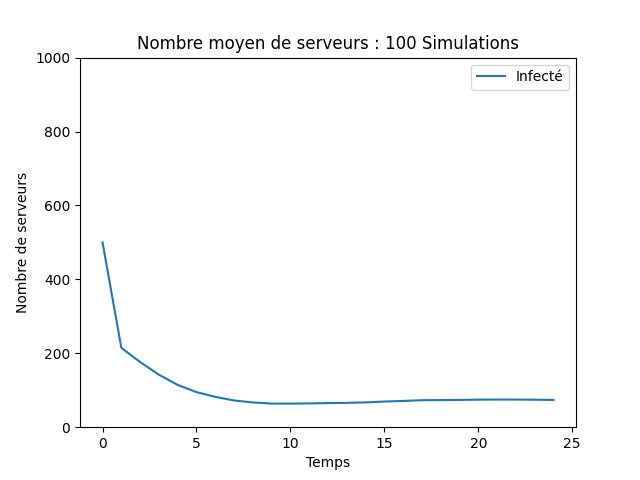 Nombre moyen de serveurs : 100 Simulations
Infecté
1000
800
600
400
200
0
Nombre de serveurs
0 5 10 15 20 25
Temps